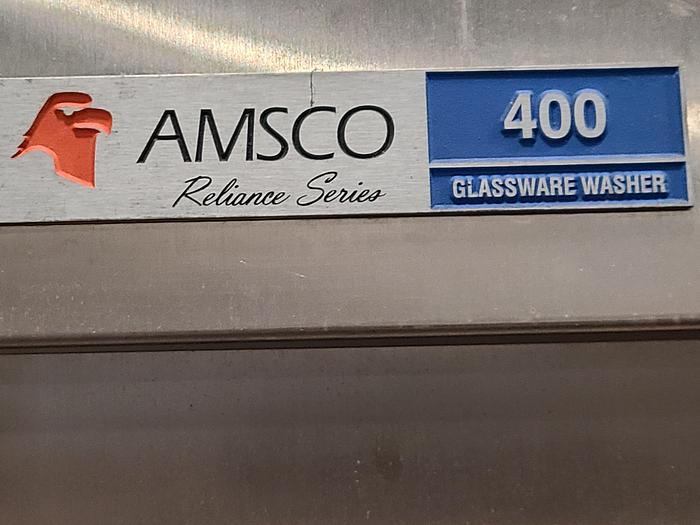 AMSCO
Reliance Series
400
GLASSWARE WASHER